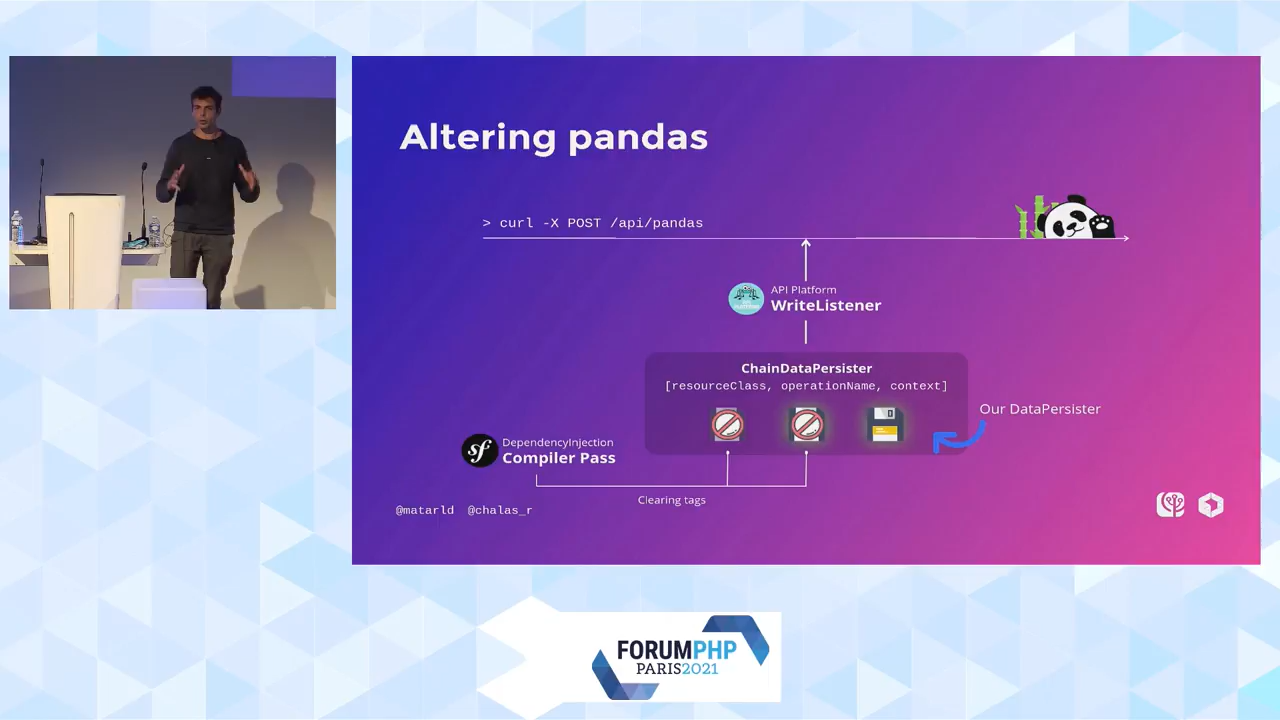 Altering pandas
> curl -X POST /api/pandas
API Platform
WriteListener
ChainDataPersister
[resourceClass, operationName, context]
Our DataPersister
DependencyInjection
Compiler Pass
Clearing tags
@matarld @chalas_r
FORUMPHP
PARIS2021